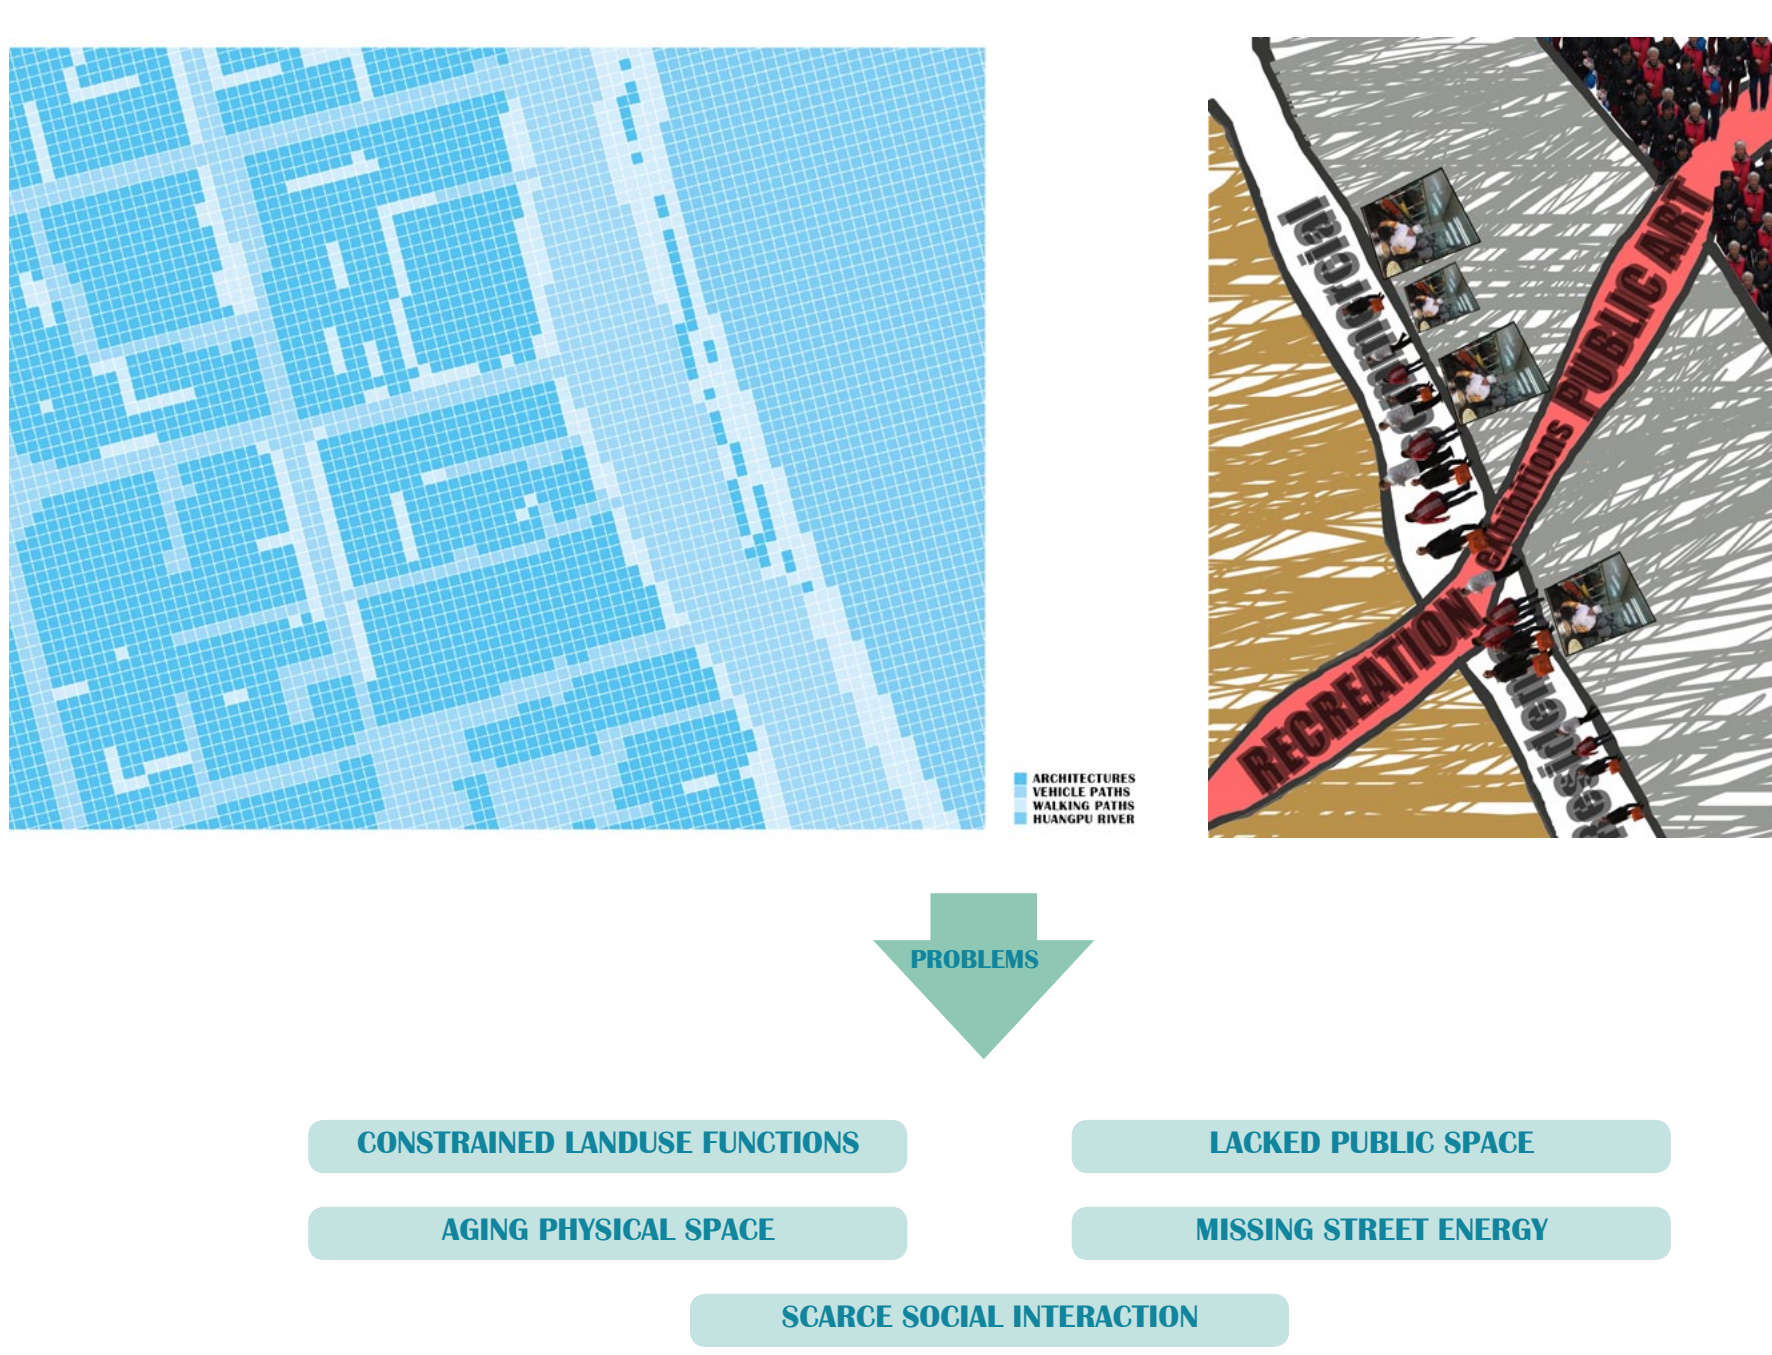 ARCHITECTURES
VEHICLE PATHS
WALKING PATHS
HUANGPU RIVER
Commercial
PUBLIC ART
exhibitions
RECREATION
Residen
PROBLEMS
CONSTRAINED LANDUSE FUNCTIONS
LACKED PUBLIC SPACE
AGING PHYSICAL SPACE
MISSING STREET ENERGY
SCARCE SOCIAL INTERACTION